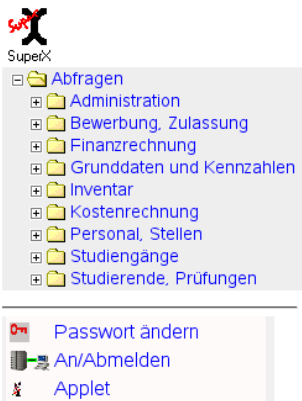 Super
SuperX
Abfragen
Administration
Bewerbung, Zulassung
Finanzrechnung
Grunddaten und Kennzahlen
Inventar
Kostenrechnung
Personal, Stellen
Studiengänge
Studierende, Prüfungen
Passwort ändern
An/Abmelden
Applet